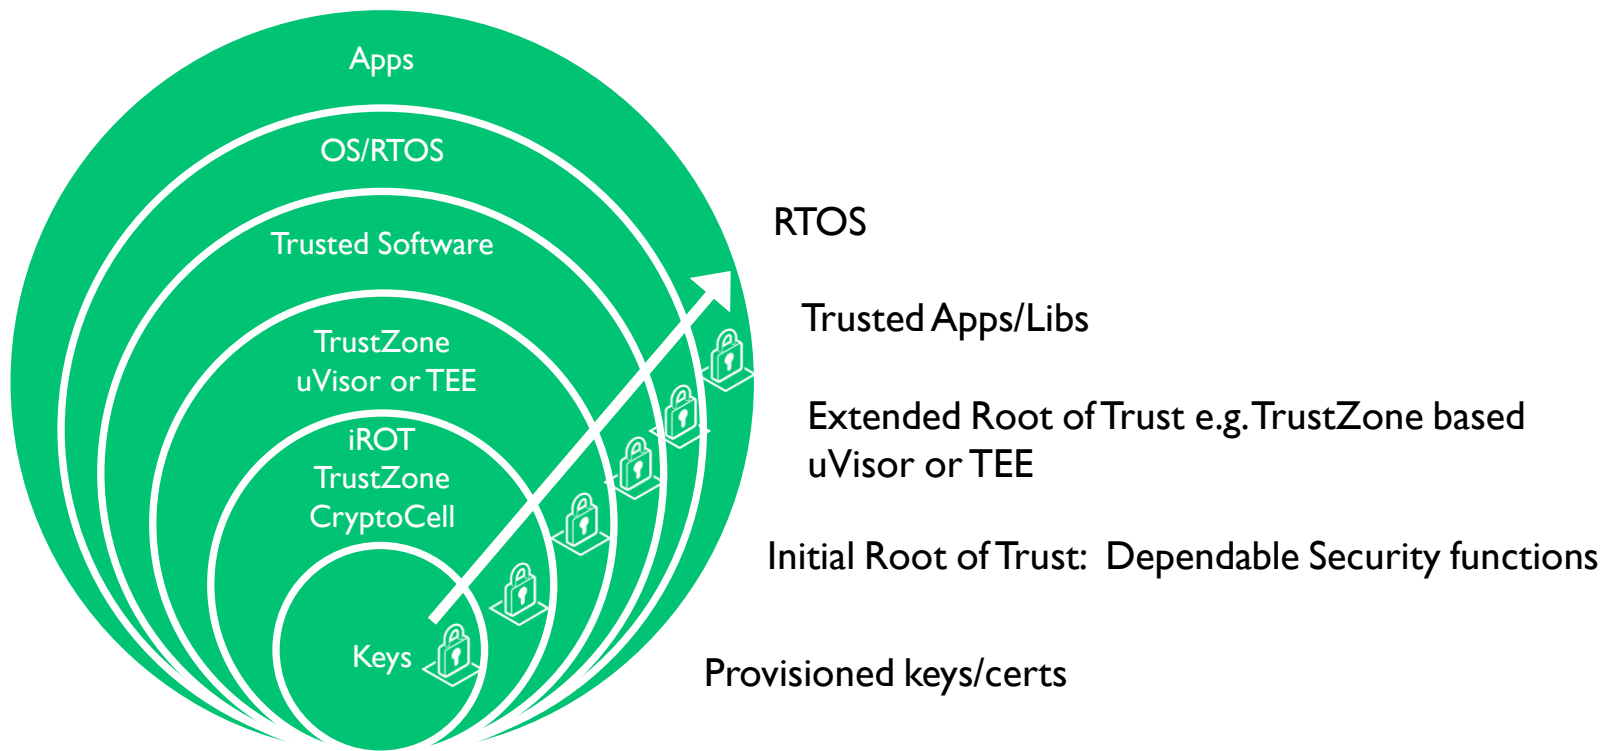 Apps
OS/RTOS
Trusted Software
TrustZone
uVisor or TEE
iROT
TrustZone
CryptoCell
Keys
RTOS
Trusted Apps/Libs
Extended Root of Trust e.g. TrustZone based
uVisor or TEE
Initial Root of Trust: Dependable Security functions
Provisioned keys/certs